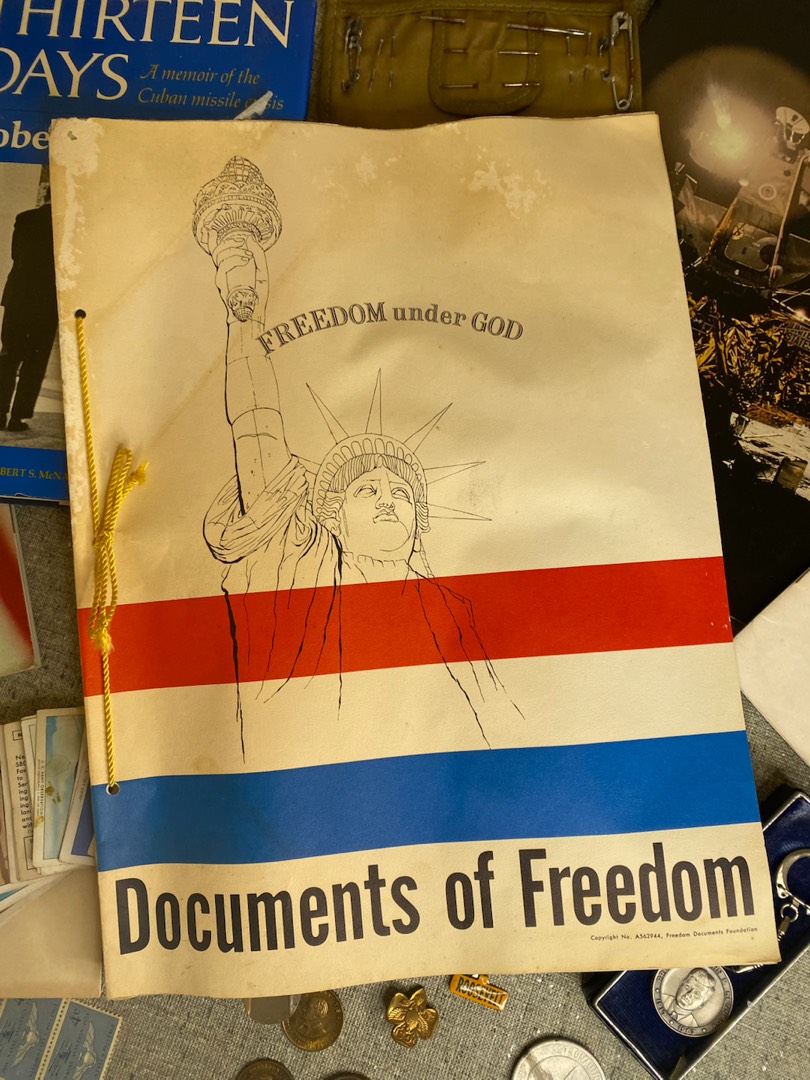 THIRTEEN
DAYS
A memoir of the
Cuban missile crisis
FREEDOM under GOD
Documents of Freedom
Copyright No. A562944, Freedom Documents Foundation
ROOSEVELT